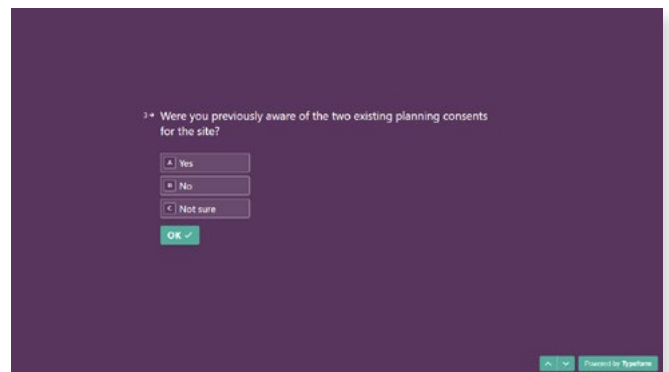 3→ Were you previously aware of the two existing planning consents
for the site?
A Yes
B No
C Not sure
OK ✓
Powered by Typeform